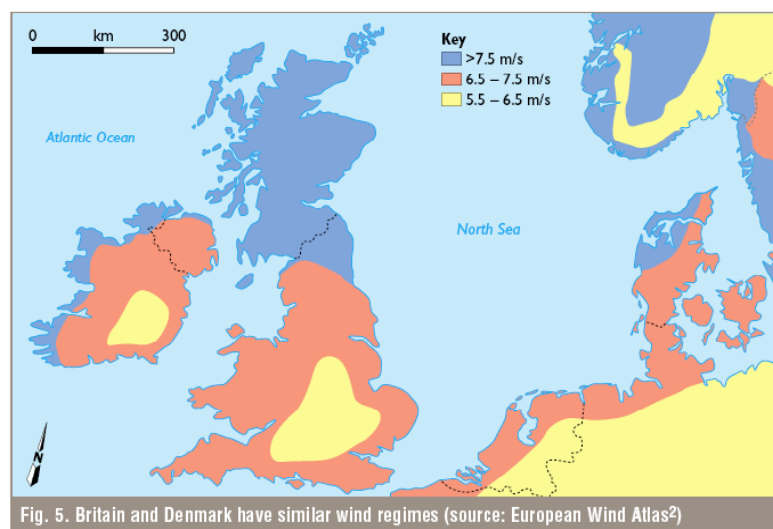 0 km 300
Key
>7.5 m/s
6.5 – 7.5 m/s
5.5 – 6.5 m/s
Atlantic Ocean
North Sea
N
Fig. 5. Britain and Denmark have similar wind regimes (source: European Wind Atlas²)